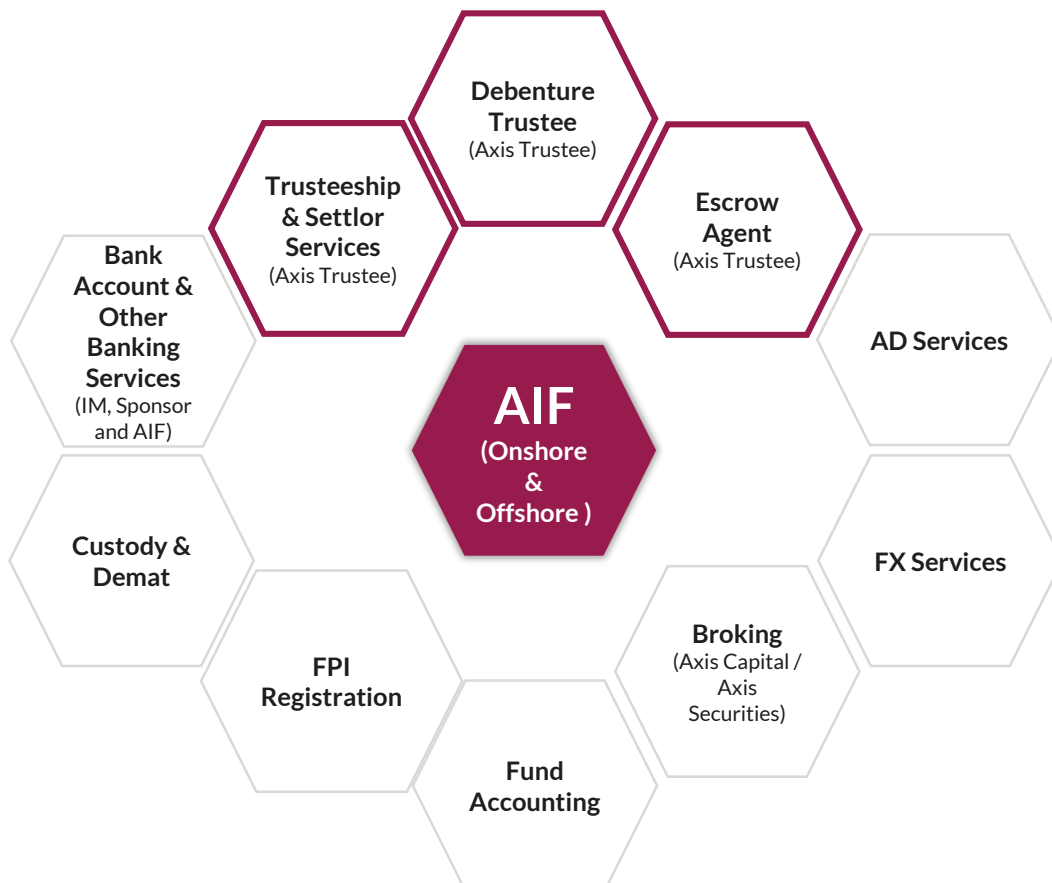 Debenture
Trustee
(Axis Trustee)
Trusteeship
& Settlor
Services
(Axis Trustee)
Escrow
Agent
(Axis Trustee)
Bank
Account &
Other
Banking
Services
(IM, Sponsor
and AIF)
AD Services
AIF
(Onshore
&
Offshore )
Custody &
Demat
FX Services
FPI
Registration
Broking
(Axis Capital /
Axis
Securities)
Fund
Accounting